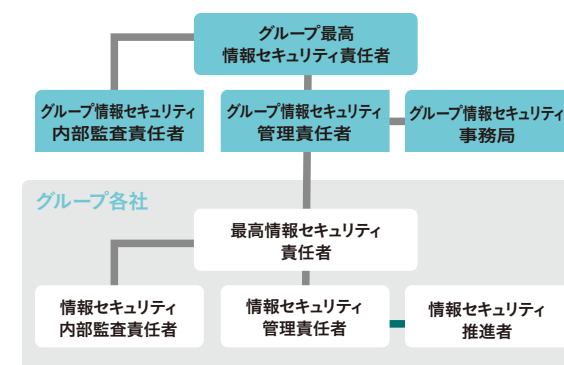 グループ最高
情報セキュリティ責任者
グループ情報セキュリティ
内部監査責任者
グループ情報セキュリティ
管理責任者
グループ情報セキュリティ
事務局
グループ各社
最高情報セキュリティ
責任者
情報セキュリティ
内部監査責任者
情報セキュリティ
管理責任者
情報セキュリティ
推進者